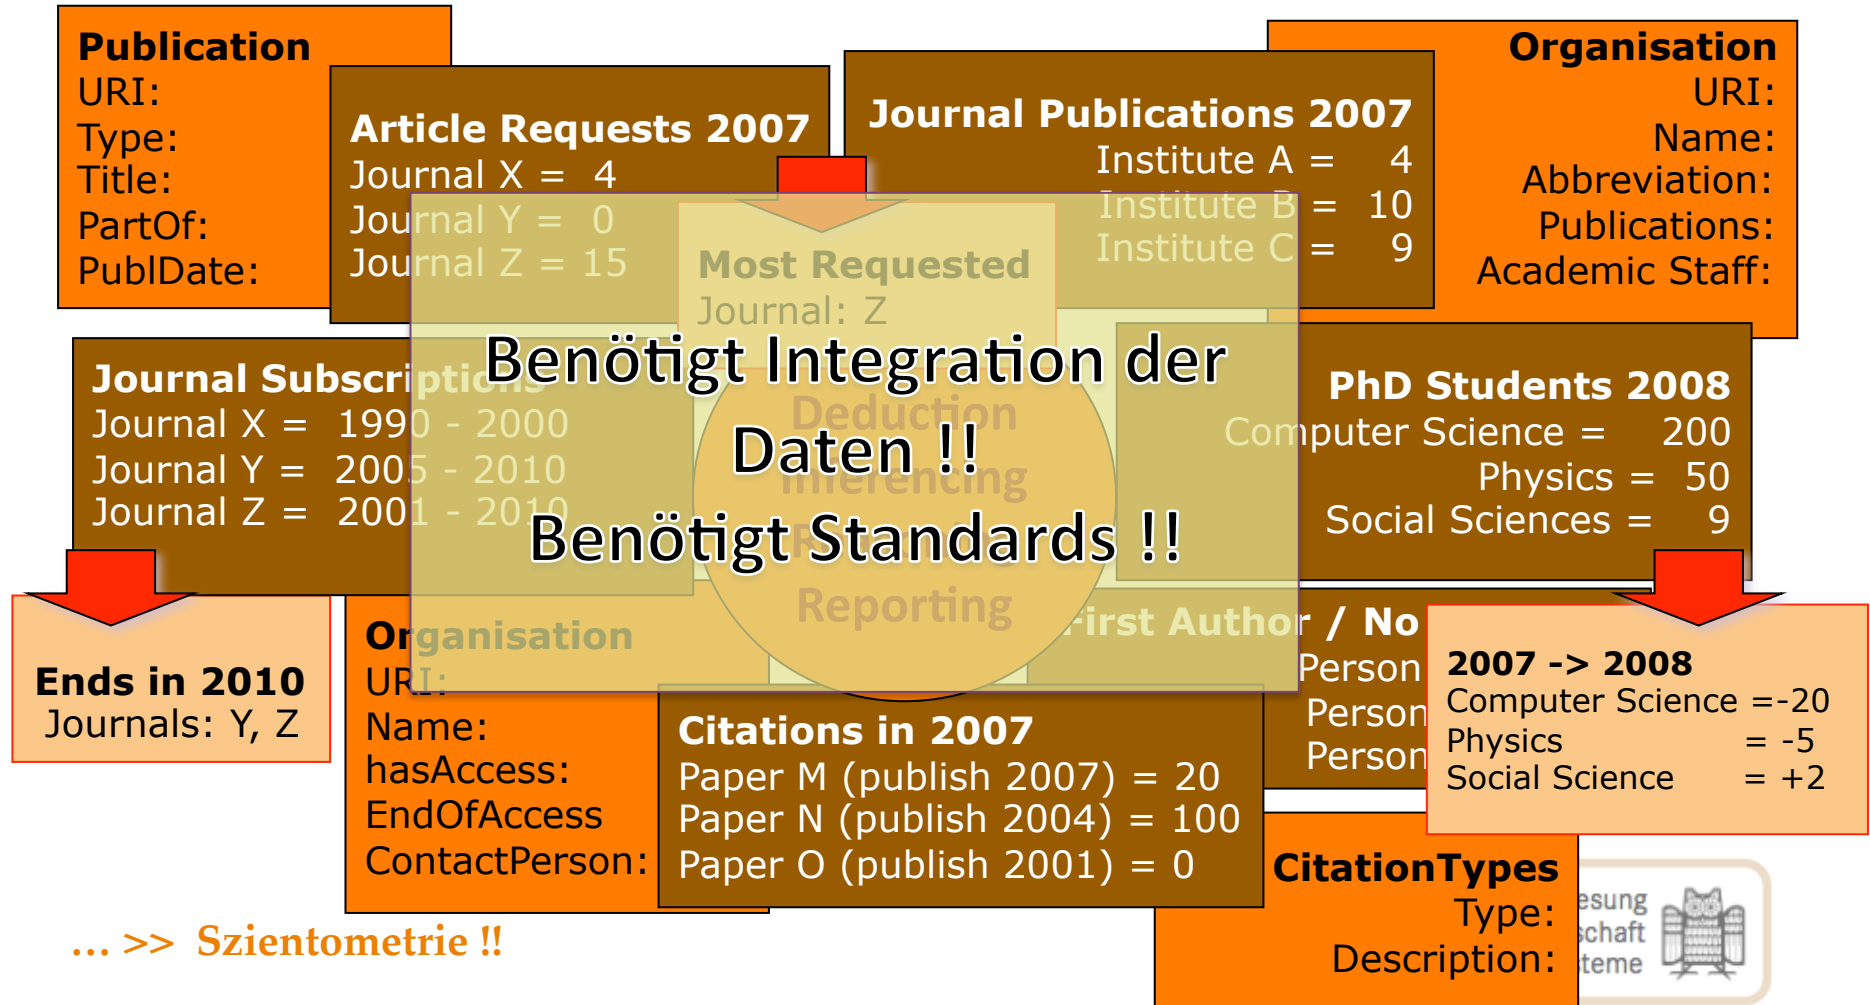 Publication
URI:
Type:
Title:
PartOf:
PublDate:
Article Requests 2007
Journal X = 4
Journal Y = 0
Journal Z = 15
Journal Publications 2007
Institute A = 4
Institute B = 10
Institute C = 9
Organisation
URI:
Name:
Abbreviation:
Publications:
Academic Staff:
Most Requested
Journal: Z
Journal Subscriptions
Journal X = 1990 - 2000
Journal Y = 2005 - 2010
Journal Z = 2001 - 2010
Benötigt Integration der
Daten !!
Benötigt Standards !!
Deduction
Inferencing
Reporting
PhD Students 2008
Computer Science = 200
Physics = 50
Social Sciences = 9
Ends in 2010
Journals: Y, Z
Organisation
URI:
Name:
hasAccess:
EndOfAccess
ContactPerson:
First Author / No
Person
Person
Person
2007 -> 2008
Computer Science =-20
Physics = -5
Social Science = +2
Citations in 2007
Paper M (publish 2007) = 20
Paper N (publish 2004) = 100
Paper O (publish 2001) = 0
CitationTypes
Type:
Description:
... >> Szientometrie !!
esung
schaft
teme